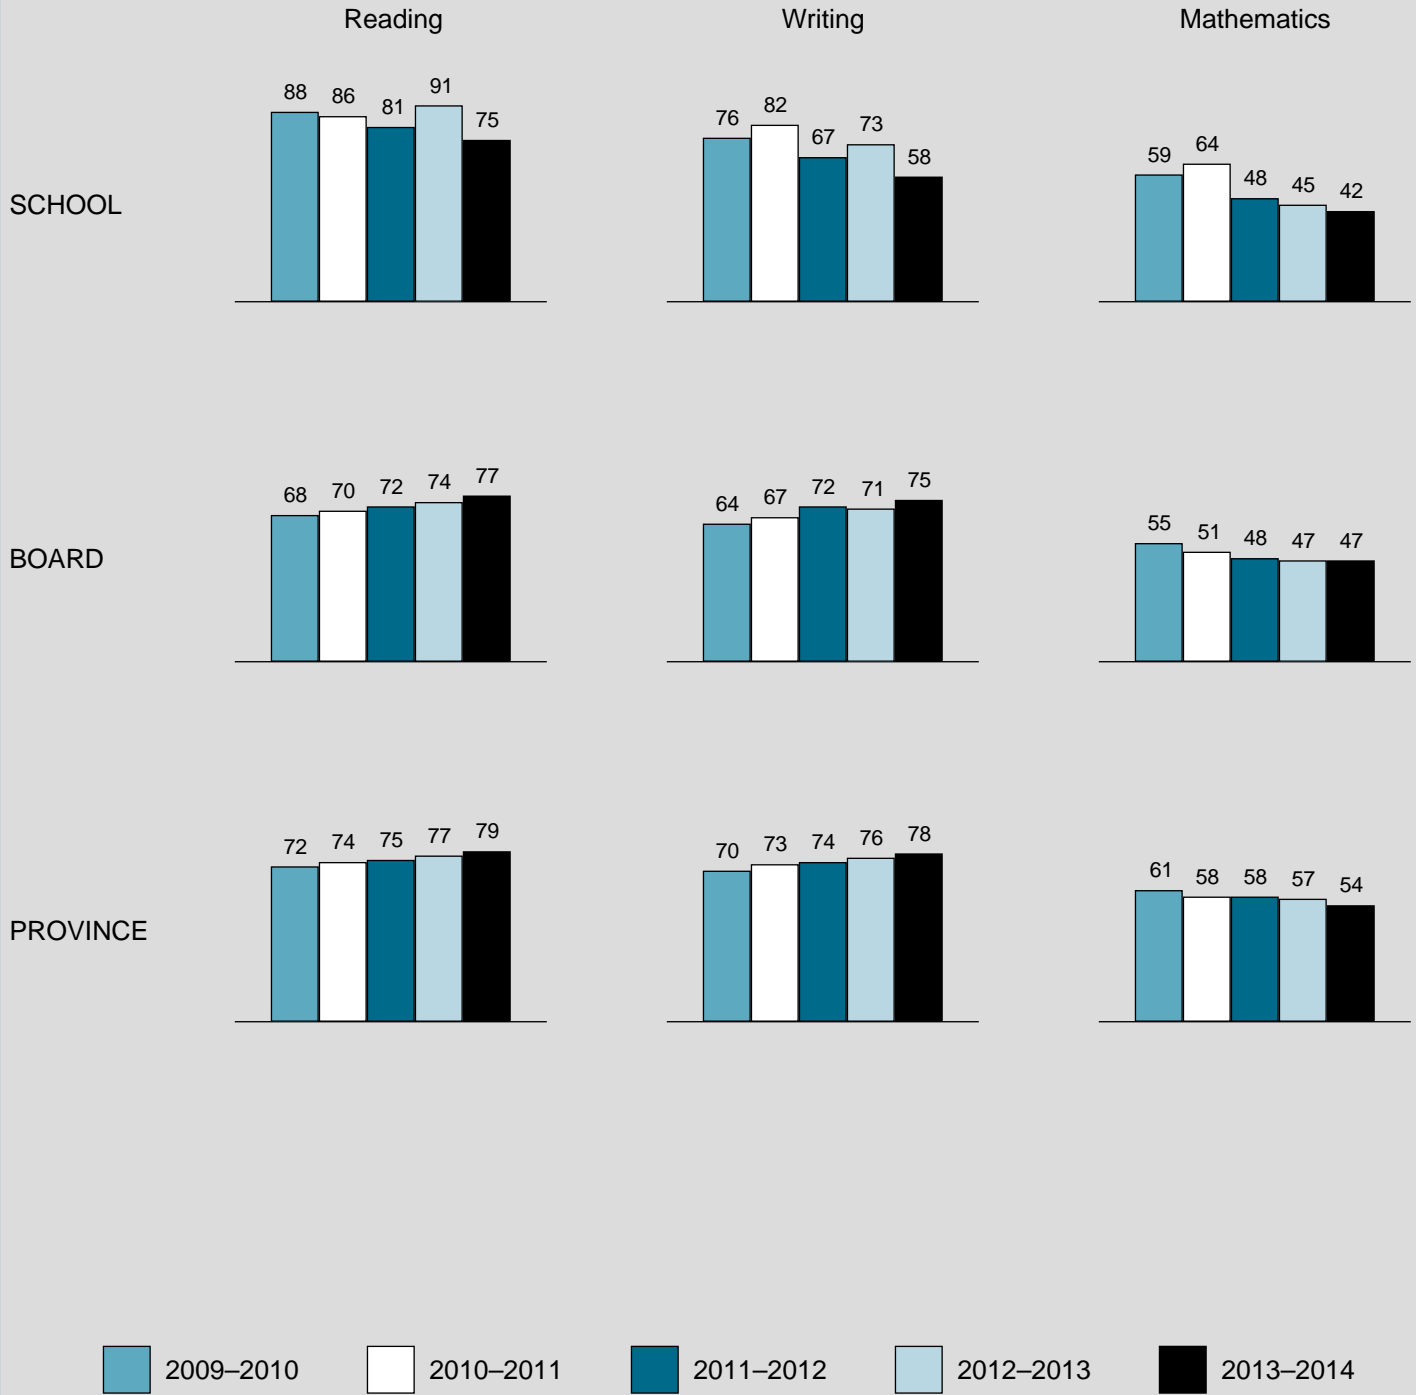 Reading Writing Mathematics
88 86 81 91 75
76 82 67 73 58
59 64 48 45 42
SCHOOL
68 70 72 74 77
64 67 72 71 75
55 51 48 47 47
BOARD
72 74 75 77 79
70 73 74 76 78
61 58 58 57 54
PROVINCE
2009–2010 2010–2011 2011–2012 2012–2013 2013–2014